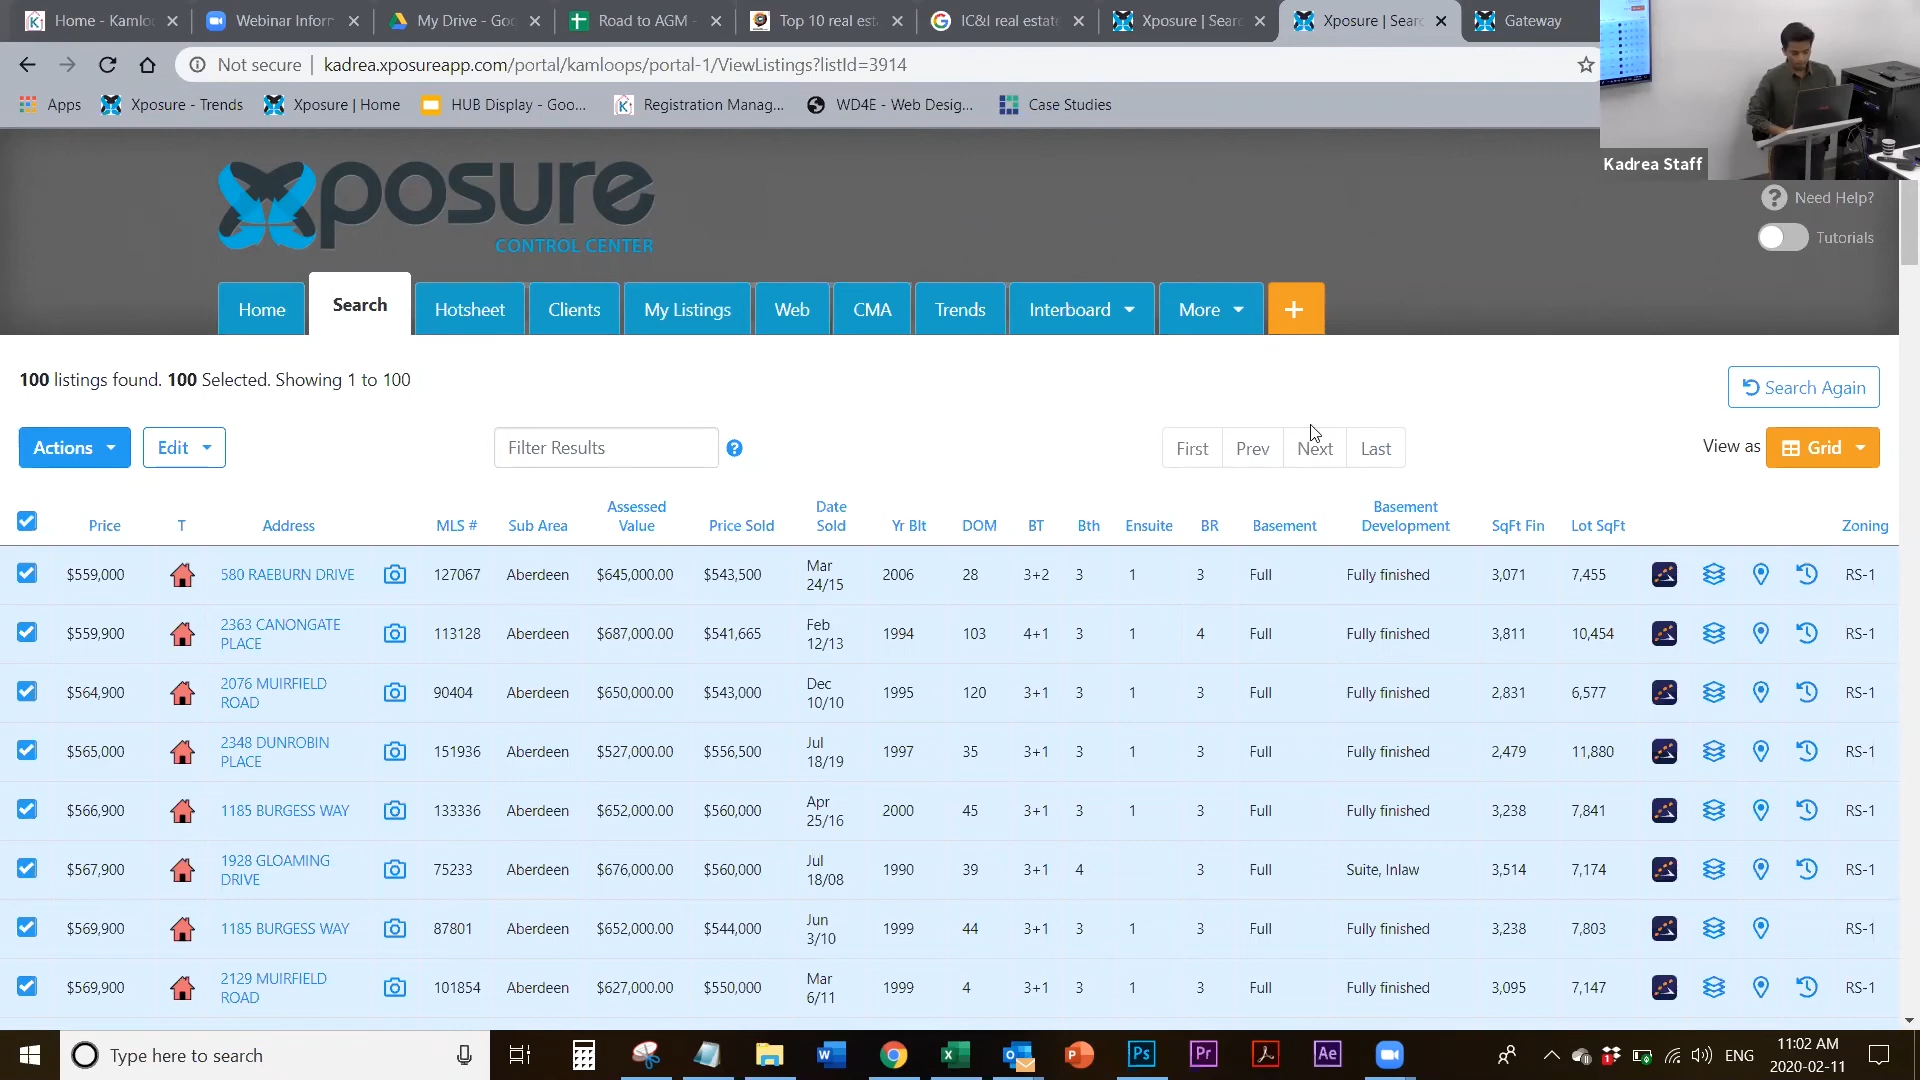 Home - Kamlo
Webinar Inforr
My Drive - Goo
Road to AGM -
Top 10 real est
IC&I real estate
Xposure | Sear
Xposure | Searc
Gateway
Not secure | kadrea.xposureapp.com/portal/kamloops/portal-1/ViewListings?listId=3914
Apps
Xposure - Trends
Xposure | Home
HUB Display - Goo...
Registration Manag...
WD4E - Web Desig...
Case Studies
Kadrea Staff
xposure
CONTROL CENTER
Need Help?
Tutorials
Home
Search
Hotsheet
Clients
My Listings
Web
CMA
Trends
Interboard
More
+
100 listings found. 100 Selected. Showing 1 to 100
Search Again
Actions
Edit
Filter Results
First
Prev
Next
Last
View as
Grid
Price T Address MLS # Sub Area Assessed Value Price Sold Date Sold Yr Blt DOM BT Bth Ensuite BR Basement Basement Development SqFt Fin Lot SqFt Zoning
$559,000 580 RAEBURN DRIVE 127067 Aberdeen $645,000.00 $543,500 Mar 24/15 2006 28 3+2 3 1 3 Full Fully finished 3,071 7,455 RS-1
$559,900 2363 CANONGATE PLACE 113128 Aberdeen $687,000.00 $541,665 Feb 12/13 1994 103 4+1 3 1 4 Full Fully finished 3,811 10,454 RS-1
$564,900 2076 MUIRFIELD ROAD 90404 Aberdeen $650,000.00 $543,000 Dec 10/10 1995 120 3+1 3 1 3 Full Fully finished 2,831 6,577 RS-1
$565,000 2348 DUNROBIN PLACE 151936 Aberdeen $527,000.00 $556,500 Jul 18/19 1997 35 3+1 3 1 3 Full Fully finished 2,479 11,880 RS-1
$566,900 1185 BURGESS WAY 133336 Aberdeen $652,000.00 $560,000 Apr 25/16 2000 45 3+1 3 1 3 Full Fully finished 3,238 7,841 RS-1
$567,900 1928 GLOAMING DRIVE 75233 Aberdeen $676,000.00 $560,000 Jul 18/08 1990 39 3+1 4 3 Full Suite, Inlaw 3,514 7,174 RS-1
$569,900 1185 BURGESS WAY 87801 Aberdeen $652,000.00 $544,000 Jun 3/10 1999 44 3+1 3 1 3 Full Fully finished 3,238 7,803 RS-1
$569,900 2129 MUIRFIELD ROAD 101854 Aberdeen $627,000.00 $550,000 Mar 6/11 1999 4 3+1 3 1 3 Full Fully finished 3,095 7,147 RS-1
Type here to search
ENG
11:02 AM
2020-02-11